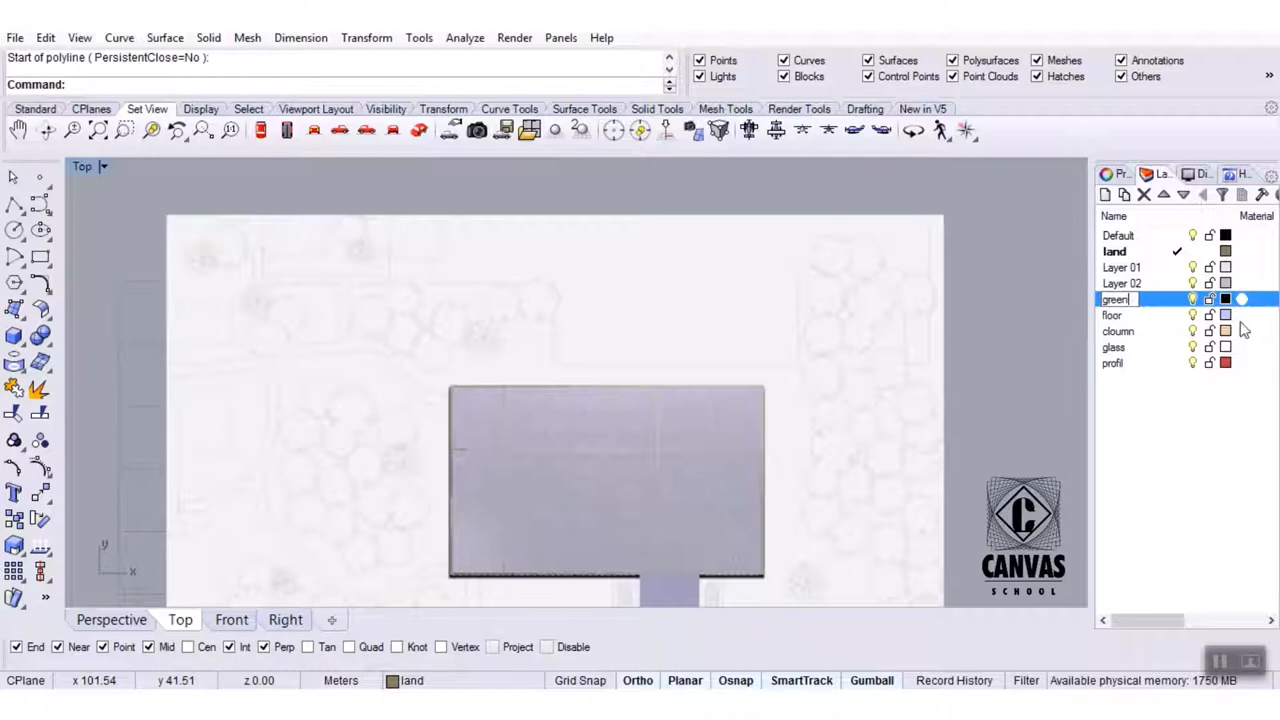 File Edit View Curve Surface Solid Mesh Dimension Transform Tools Analyze Render Panels Help
Start of polyline ( PersistentClose=No ):
Command:
Points Curves Surfaces Polysurfaces Meshes Annotations
Lights Blocks Control Points Point Clouds Hatches Others
Standard CPlanes Set View Display Select Viewport Layout Visibility Transform Curve Tools Surface Tools Solid Tools Mesh Tools Render Tools Drafting New in V5
Top
Pr... La... Di... H...
Name Material
Default
land
Layer 01
Layer 02
green
floor
cloumn
glass
profil
y
x
C
CANVAS
SCHOOL
Perspective Top Front Right
End Near Point Mid Cen Int Perp Tan Quad Knot Vertex Project Disable
CPlane x 101.54 y 41.51 z 0.00 Meters land Grid Snap Ortho Planar Osnap SmartTrack Gumball Record History Filter Available physical memory: 1750 MB